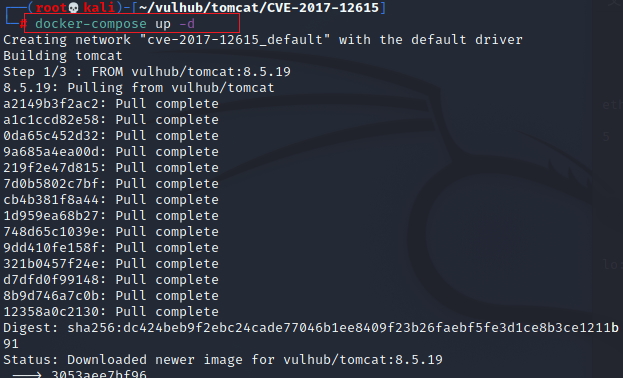 (root💀kali)-[~/vulhub/tomcat/CVE-2017-12615]
# docker-compose up -d
Creating network "cve-2017-12615_default" with the default driver
Building tomcat
Step 1/3 : FROM vulhub/tomcat:8.5.19
8.5.19: Pulling from vulhub/tomcat
a2149b3f2ac2: Pull complete
a1c1ccd82e58: Pull complete
0da65c452d32: Pull complete
9a685a4ea00d: Pull complete
219f2e47d815: Pull complete
7d0b5802c7bf: Pull complete
cb4b381f8a44: Pull complete
1d959ea68b27: Pull complete
748d65c1039e: Pull complete
9dd410fe158f: Pull complete
321b0457f24e: Pull complete
d7dfd0f99148: Pull complete
8b9d746a7c0b: Pull complete
12358a0c2130: Pull complete
Digest: sha256:dc424beb9f2ebc24cade77046b1ee8409f23b26faebf5fe3d1ce8b3ce1211b
91
Status: Downloaded newer image for vulhub/tomcat:8.5.19
---> 3053aee7bf96